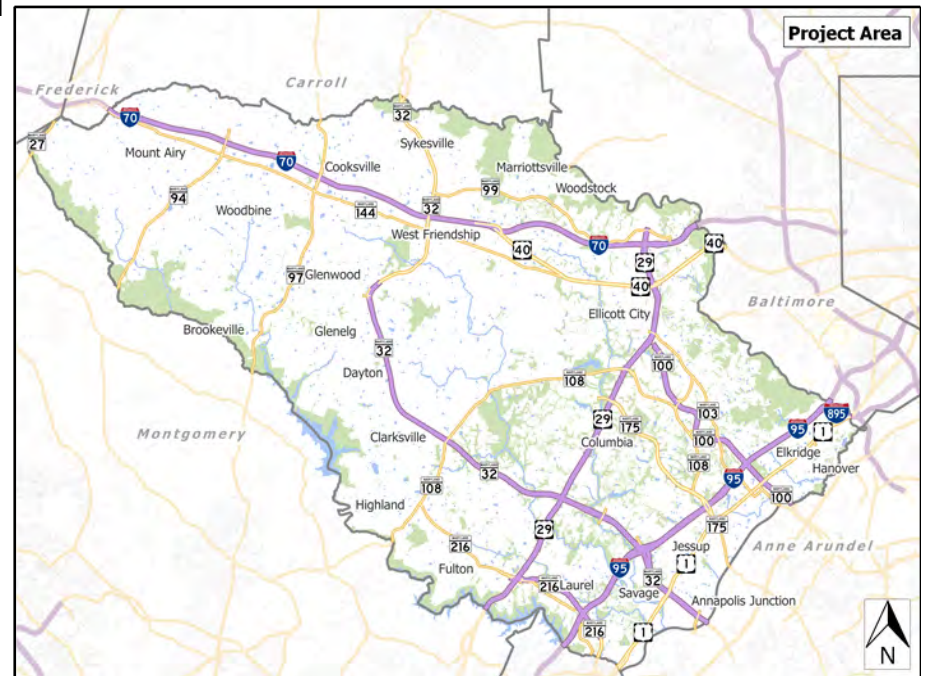 Project Area
Frederick
Carroll
70
32
27
Mount Airy
70
Cooksville
Sykesville
Marriottsville
99
Woodstock
94
Woodbine
144
32
West Friendship
40
70
29
40
97
Glenwood
40
Baltimore
Ellicott City
Brookeville
Glenelg
32
Dayton
100
108
Montgomery
Clarksville
29
175
Columbia
103
100
95
895
1
Elkridge
Hanover
108
32
108
95
100
Highland
175
Anne Arundel
216
29
Fulton
Jessup
1
95
32
216
Laurel
Savage
Annapolis Junction
216
1
N